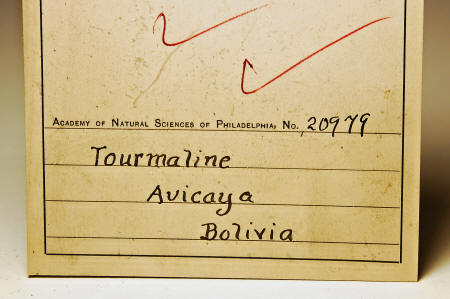 Academy of Natural Sciences of Philadelphia, No. 20979
Tourmaline
Avicaya
Bolivia